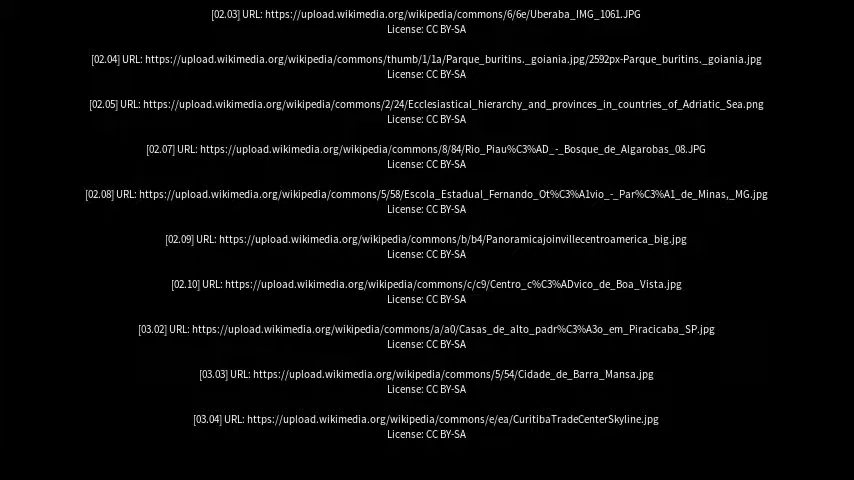 [02.03] URL: https://upload.wikimedia.org/wikipedia/commons/6/6e/Uberaba_IMG_1061.JPG
License: CC BY-SA
[02.04] URL: https://upload.wikimedia.org/wikipedia/commons/thumb/1/1a/Parque_buritins._goiania.jpg/2592px-Parque_buritins._goiania.jpg
License: CC BY-SA
[02.05] URL: https://upload.wikimedia.org/wikipedia/commons/2/24/Ecclesiastical_hierarchy_and_provinces_in_countries_of_Adriatic_Sea.png
License: CC BY-SA
[02.07] URL: https://upload.wikimedia.org/wikipedia/commons/8/84/Rio_Piau%C3%AD_-_Bosque_de_Algarobas_08.JPG
License: CC BY-SA
[02.08] URL: https://upload.wikimedia.org/wikipedia/commons/5/58/Escola_Estadual_Fernando_Ot%C3%A1vio_-_Par%C3%A1_de_Minas,_MG.jpg
License: CC BY-SA
[02.09] URL: https://upload.wikimedia.org/wikipedia/commons/b/b4/Panoramicajoinvillecentroamerica_big.jpg
License: CC BY-SA
[02.10] URL: https://upload.wikimedia.org/wikipedia/commons/c/c9/Centro_c%C3%ADvico_de_Boa_Vista.jpg
License: CC BY-SA
[03.02] URL: https://upload.wikimedia.org/wikipedia/commons/a/a0/Casas_de_alto_padr%C3%A3o_em_Piracicaba_SP.jpg
License: CC BY-SA
[03.03] URL: https://upload.wikimedia.org/wikipedia/commons/5/54/Cidade_de_Barra_Mansa.jpg
License: CC BY-SA
[03.04] URL: https://upload.wikimedia.org/wikipedia/commons/e/ea/CuritibaTradeCenterSkyline.jpg
License: CC BY-SA